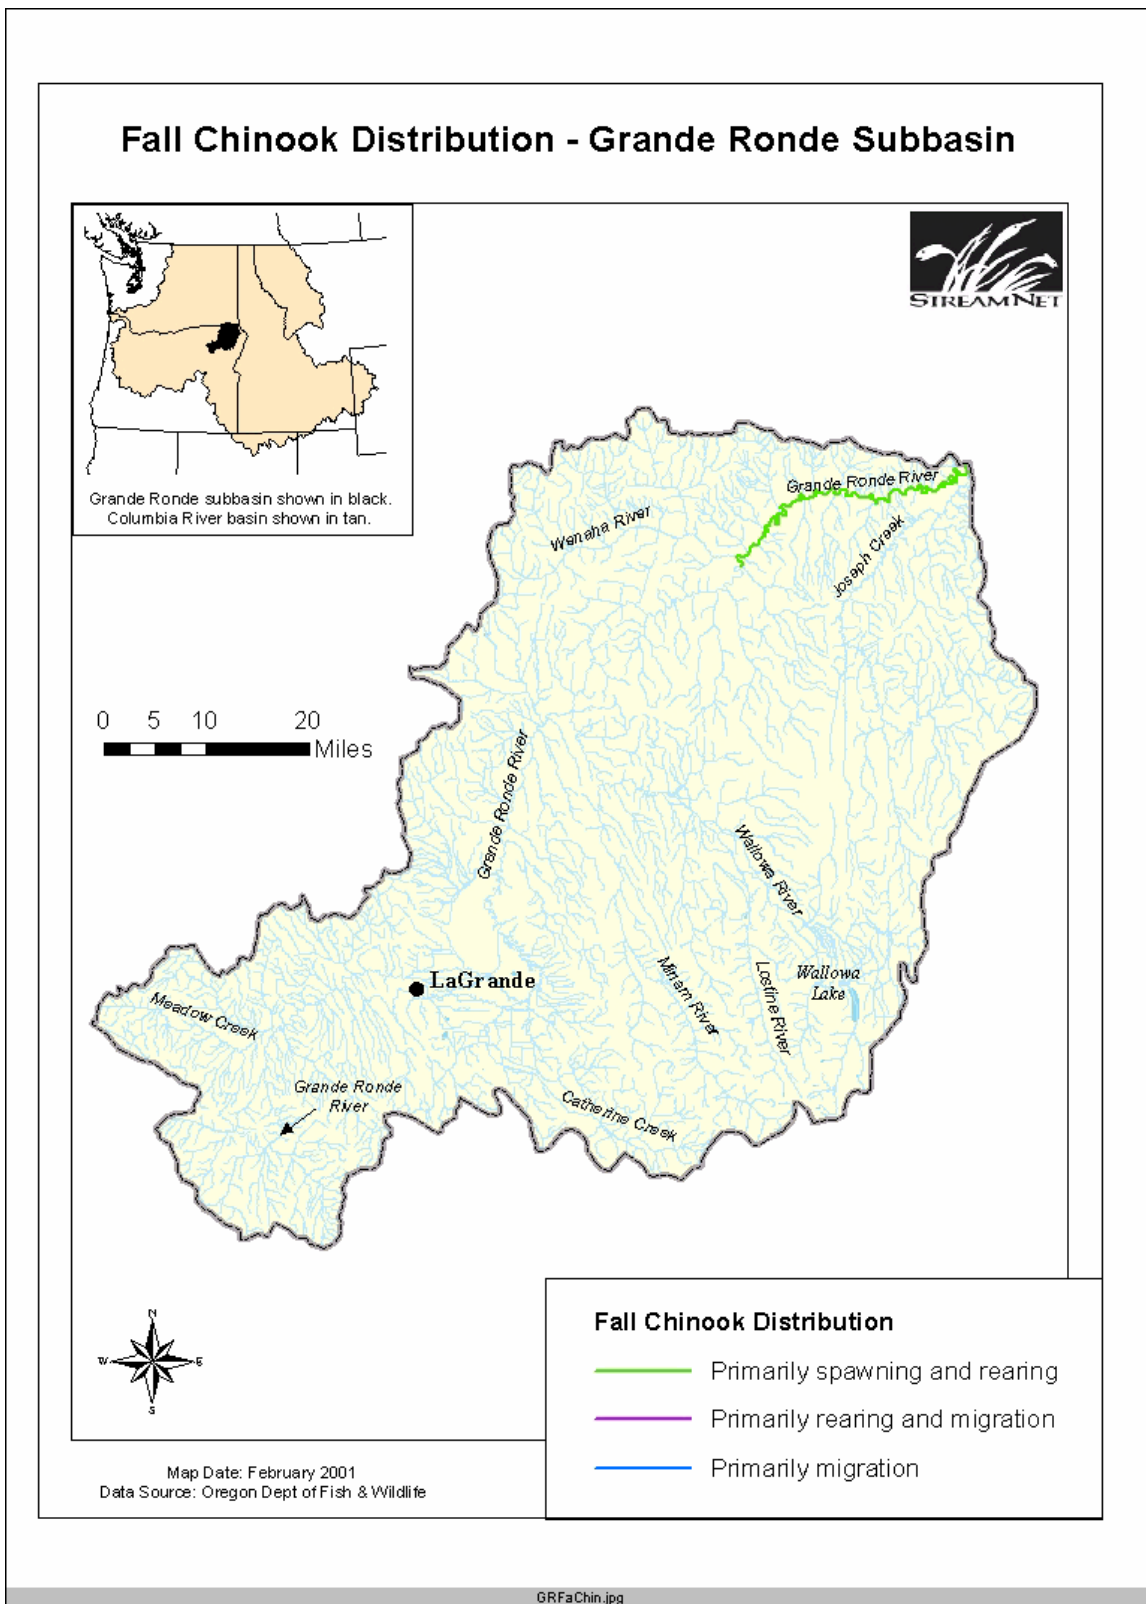 Fall Chinook Distribution - Grande Ronde Subbasin
Grande Ronde subbasin shown in black.
Columbia River basin shown in tan.
STREAMNET
Grande Ronde River
Wenaha River
Joseph Creek
0 5 10 20
Miles
Grande Ronde River
Wallowa River
LaGrande
Minam River
Lostine River
Wallowa
Lake
Meadow Creek
Grande Ronde
River
Catherine Creek
N
W E
S
Fall Chinook Distribution
Primarily spawning and rearing
Primarily rearing and migration
Primarily migration
Map Date: February 2001
Data Source: Oregon Dept of Fish & Wildlife
GRFaChin.jpg